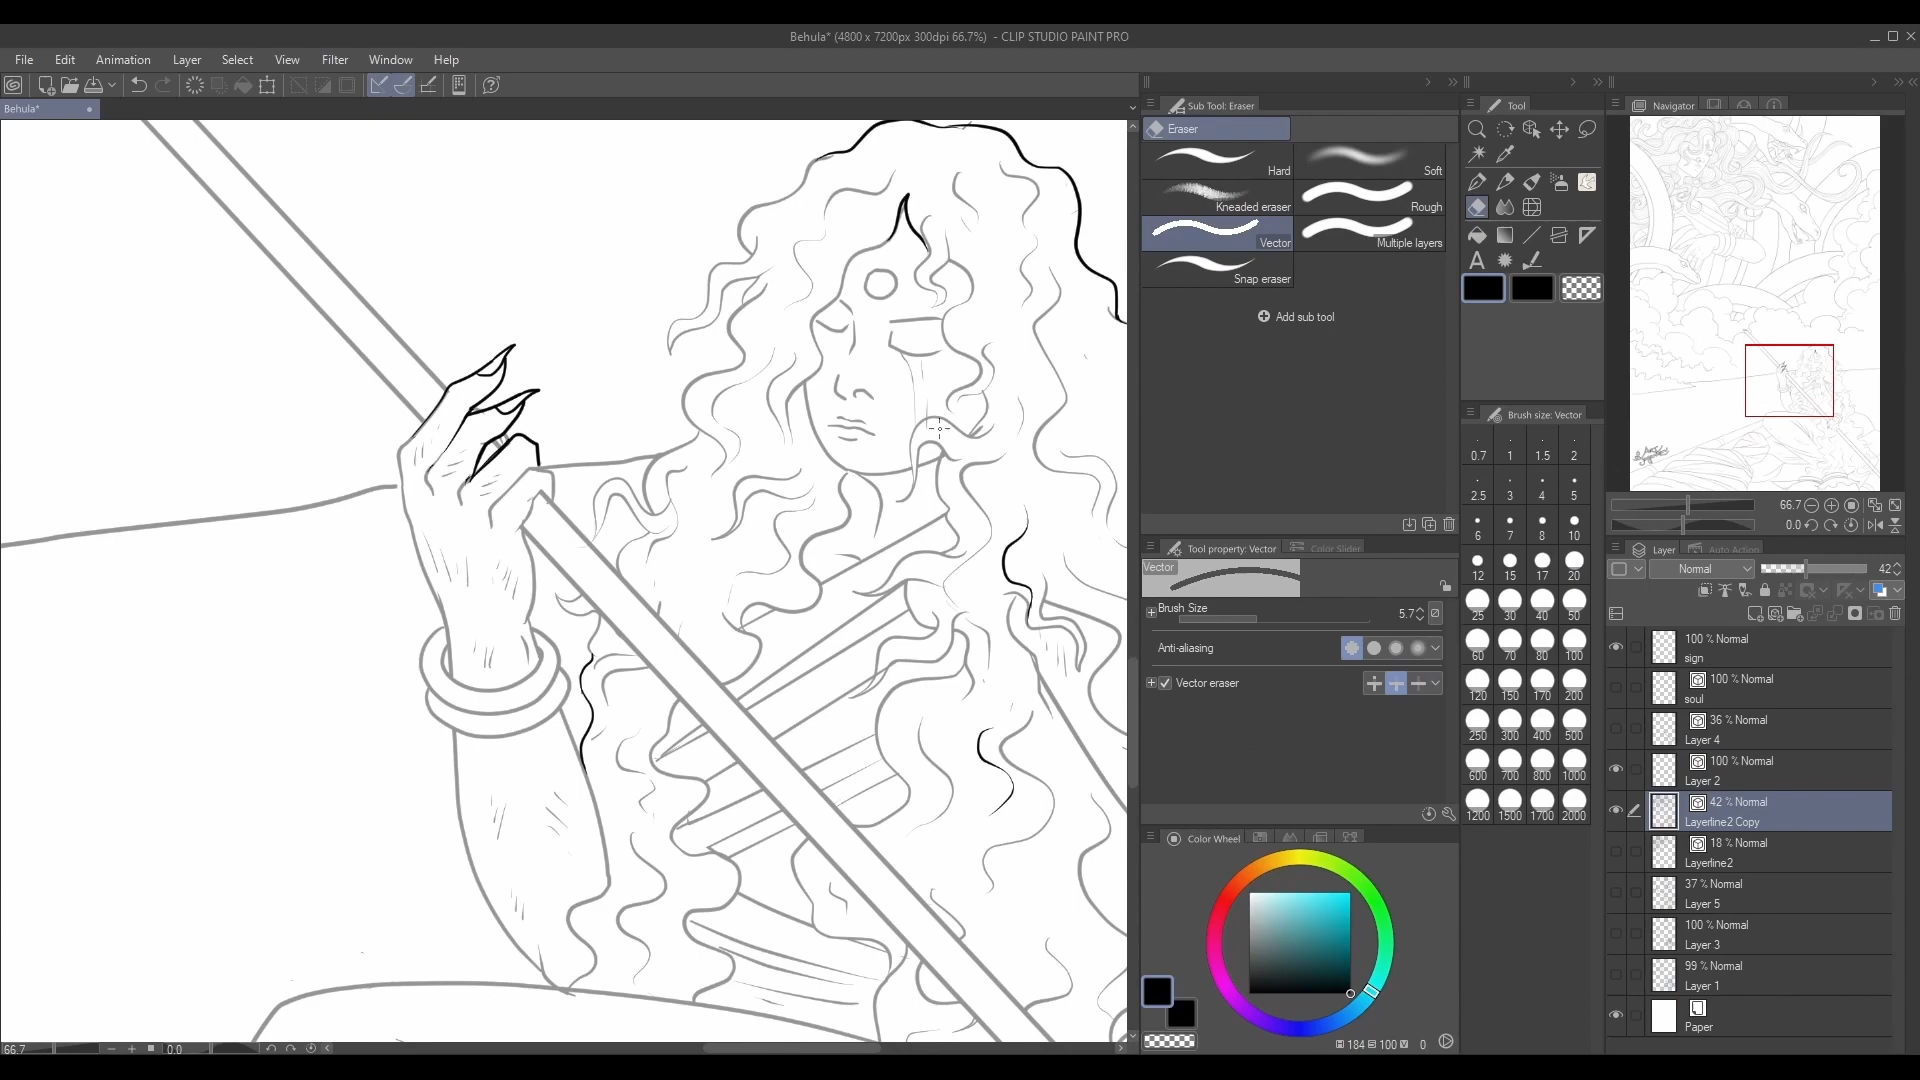 Behula* (4800 x 7200px 300dpi 66.7%) - CLIP STUDIO PAINT PRO
File Edit Animation Layer Select View Filter Window Help
Behula*
Sub Tool: Eraser
Tool
Navigator
Eraser
Hard
Soft
Kneaded eraser
Rough
Vector
Multiple layers
Snap eraser
Add sub tool
Brush size: Vector
0.7 1 1.5 2
2.5 3 4 5
6 7 8 10
12 15 17 20
25 30 40 50
60 70 80 100
120 150 170 200
250 300 400 500
600 700 800 1000
1200 1500 1700 2000
Tool property: Vector
Color Slider
Vector
Brush Size
5.7
Anti-aliasing
Vector eraser
Color Wheel
184 100 0
66.7
0.0
Layer
Auto Action
Normal
42
100 % Normal
sign
100 % Normal
soul
36 % Normal
Layer 4
100 % Normal
Layer 2
42 % Normal
Layerline2 Copy
18 % Normal
Layerline2
37 % Normal
Layer 5
100 % Normal
Layer 3
99 % Normal
Layer 1
Paper
66.7
0.0